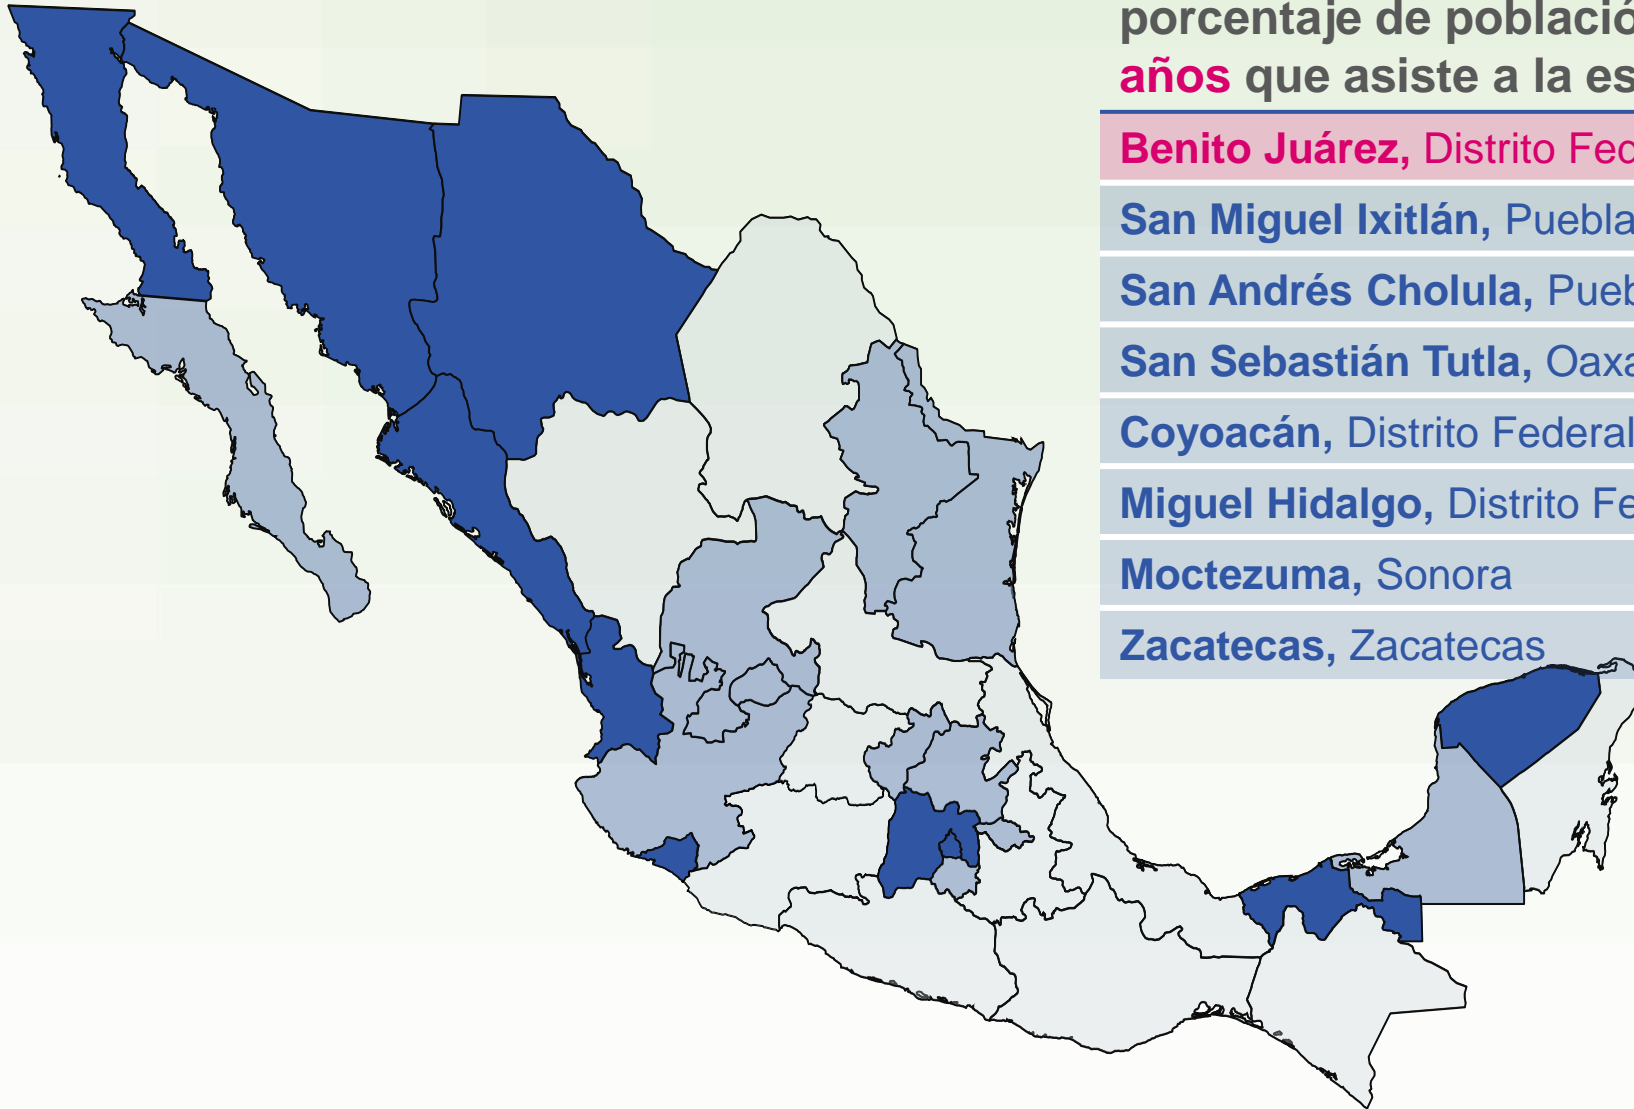 porcentaje de població
años que asiste a la es
Benito Juárez, Distrito Fed
San Miguel Ixitlán, Puebla
San Andrés Cholula, Pueb
San Sebastián Tutla, Oaxa
Coyoacán, Distrito Federal
Miguel Hidalgo, Distrito Fe
Moctezuma, Sonora
Zacatecas, Zacatecas